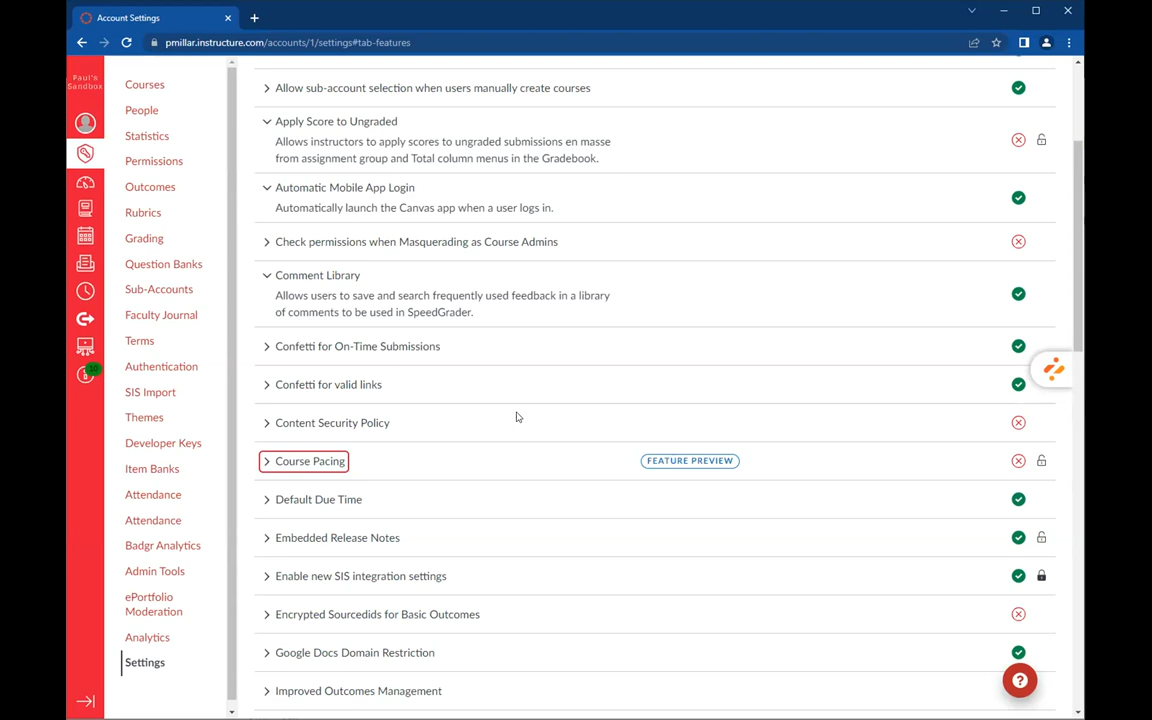 Account Settings
pmillar.instructure.com/accounts/1/settings#tab-features
Paul's
Sandbox
10
Courses
People
Statistics
Permissions
Outcomes
Rubrics
Grading
Question Banks
Sub-Accounts
Faculty Journal
Terms
Authentication
SIS Import
Themes
Developer Keys
Item Banks
Attendance
Attendance
Badgr Analytics
Admin Tools
ePortfolio
Moderation
Analytics
Settings
Allow sub-account selection when users manually create courses
Apply Score to Ungraded
Allows instructors to apply scores to ungraded submissions en masse
from assignment group and Total column menus in the Gradebook.
Automatic Mobile App Login
Automatically launch the Canvas app when a user logs in.
Check permissions when Masquerading as Course Admins
Comment Library
Allows users to save and search frequently used feedback in a library
of comments to be used in SpeedGrader.
Confetti for On-Time Submissions
Confetti for valid links
Content Security Policy
Course Pacing FEATURE PREVIEW
Default Due Time
Embedded Release Notes
Enable new SIS integration settings
Encrypted Sourcedids for Basic Outcomes
Google Docs Domain Restriction
Improved Outcomes Management